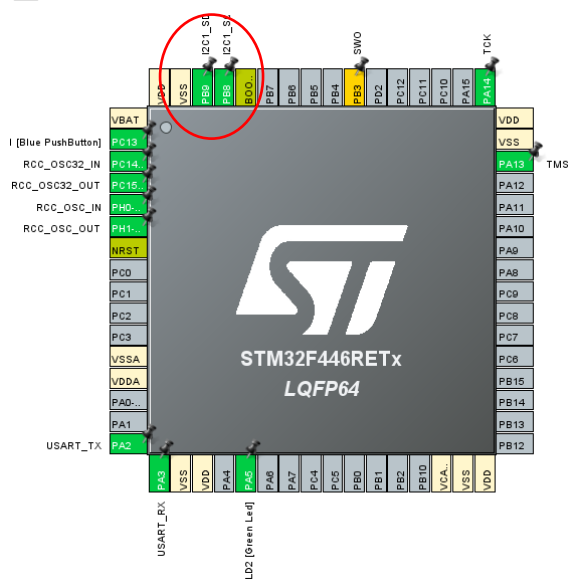 I2C1_SD
I2C1_S
SWO
TCK
VDD
VSS
PB9
PB8
BOO..
PB7
PB6
PB5
PB4
PB3
PD2
PC12
PC11
PC10
PA15
PA14
VBAT
I [Blue PushButton] PC13
RCC_OSC32_IN PC14..
RCC_OSC32_OUT PC15..
RCC_OSC_IN PH0-..
RCC_OSC_OUT PH1-..
NRST
PC0
PC1
PC2
PC3
VSSA
VDDA
PA0-..
PA1
USART_TX PA2
VDD
VSS
PA13 TMS
PA12
PA11
PA10
PA9
PA8
PC9
PC8
PC7
PC6
PB15
PB14
PB13
PB12
STM32F446RETx
LQFP64
PA3
VSS
VDD
PA4
PA5
PA6
PA7
PC4
PC5
PB0
PB1
PB2
PB10
VCA..
VSS
VDD
USART_RX
LD2 [Green Led]